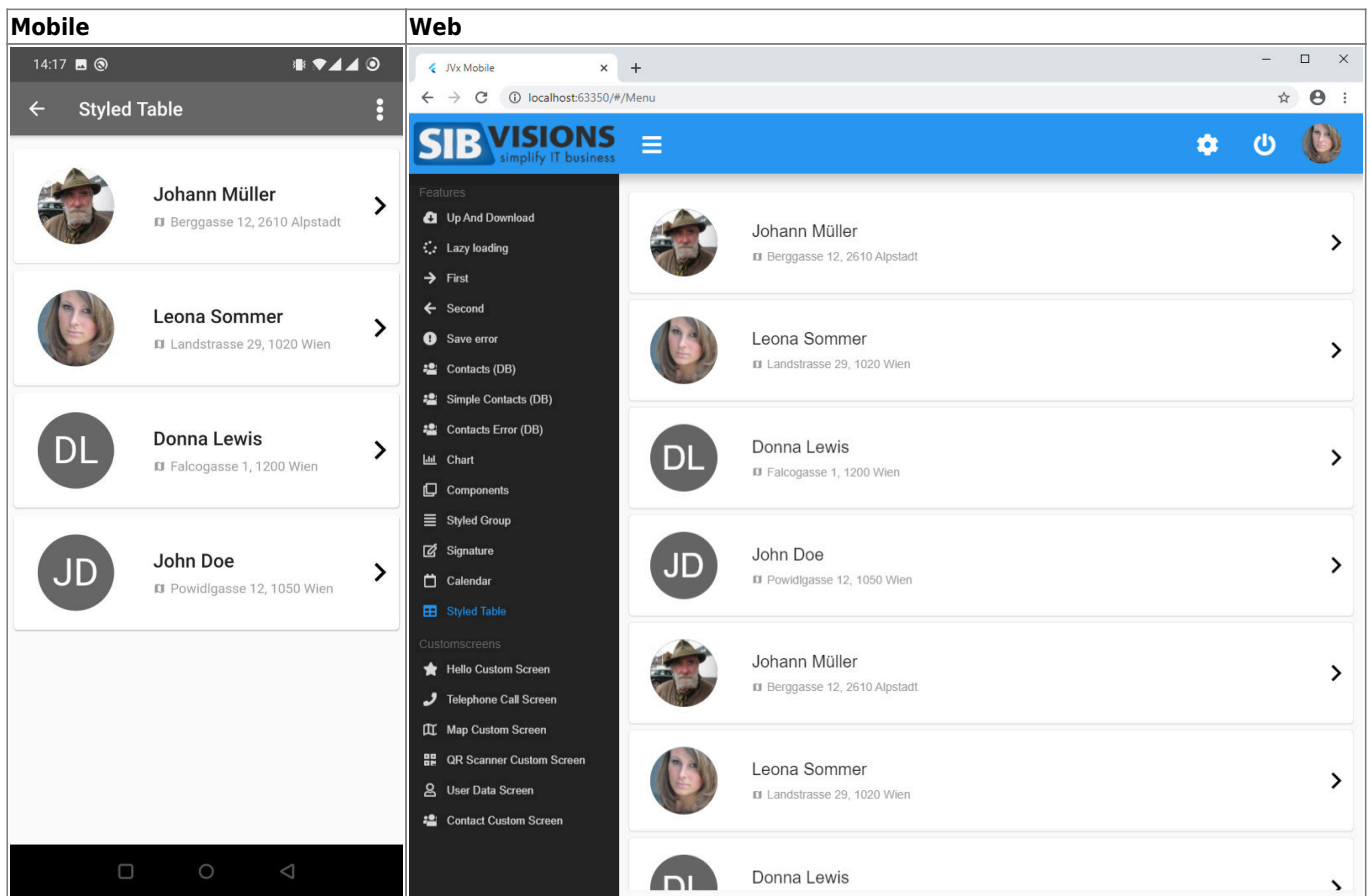 Mobile
Web
14:17
Styled Table
Johann Müller
Berggasse 12, 2610 Alpstadt
Leona Sommer
Landstrasse 29, 1020 Wien
DL
Donna Lewis
Falcogasse 1, 1200 Wien
JD
John Doe
Powidlgasse 12, 1050 Wien
JVx Mobile
localhost:63350/#/Menu
SIB VISIONS
simplify IT business
Features
Up And Download
Lazy loading
First
Second
Save error
Contacts (DB)
Simple Contacts (DB)
Contacts Error (DB)
Chart
Components
Styled Group
Signature
Calendar
Styled Table
Customscreens
Hello Custom Screen
Telephone Call Screen
Map Custom Screen
QR Scanner Custom Screen
User Data Screen
Contact Custom Screen
Johann Müller
Berggasse 12, 2610 Alpstadt
Leona Sommer
Landstrasse 29, 1020 Wien
DL
Donna Lewis
Falcogasse 1, 1200 Wien
JD
John Doe
Powidlgasse 12, 1050 Wien
Johann Müller
Berggasse 12, 2610 Alpstadt
Leona Sommer
Landstrasse 29, 1020 Wien
DL
Donna Lewis